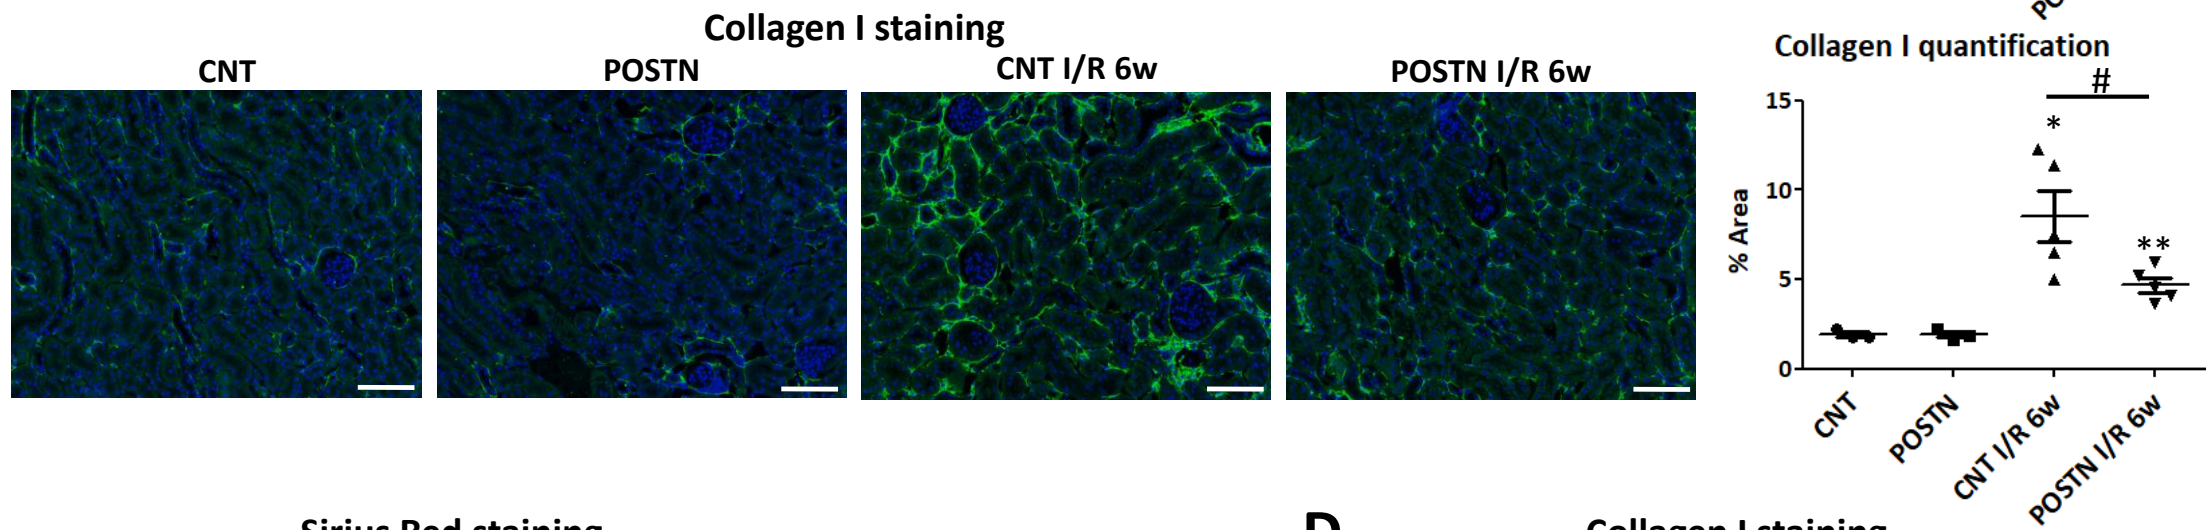 Collagen I staining
CNT
POSTN
CNT I/R 6w
POSTN I/R 6w
PO
Collagen I quantification
#
15
*
10
% Area
**
5
0
CNT
POSTN
CNT I/R 6w
POSTN I/R 6w
Sirius Red staining
D
Collagen I staining